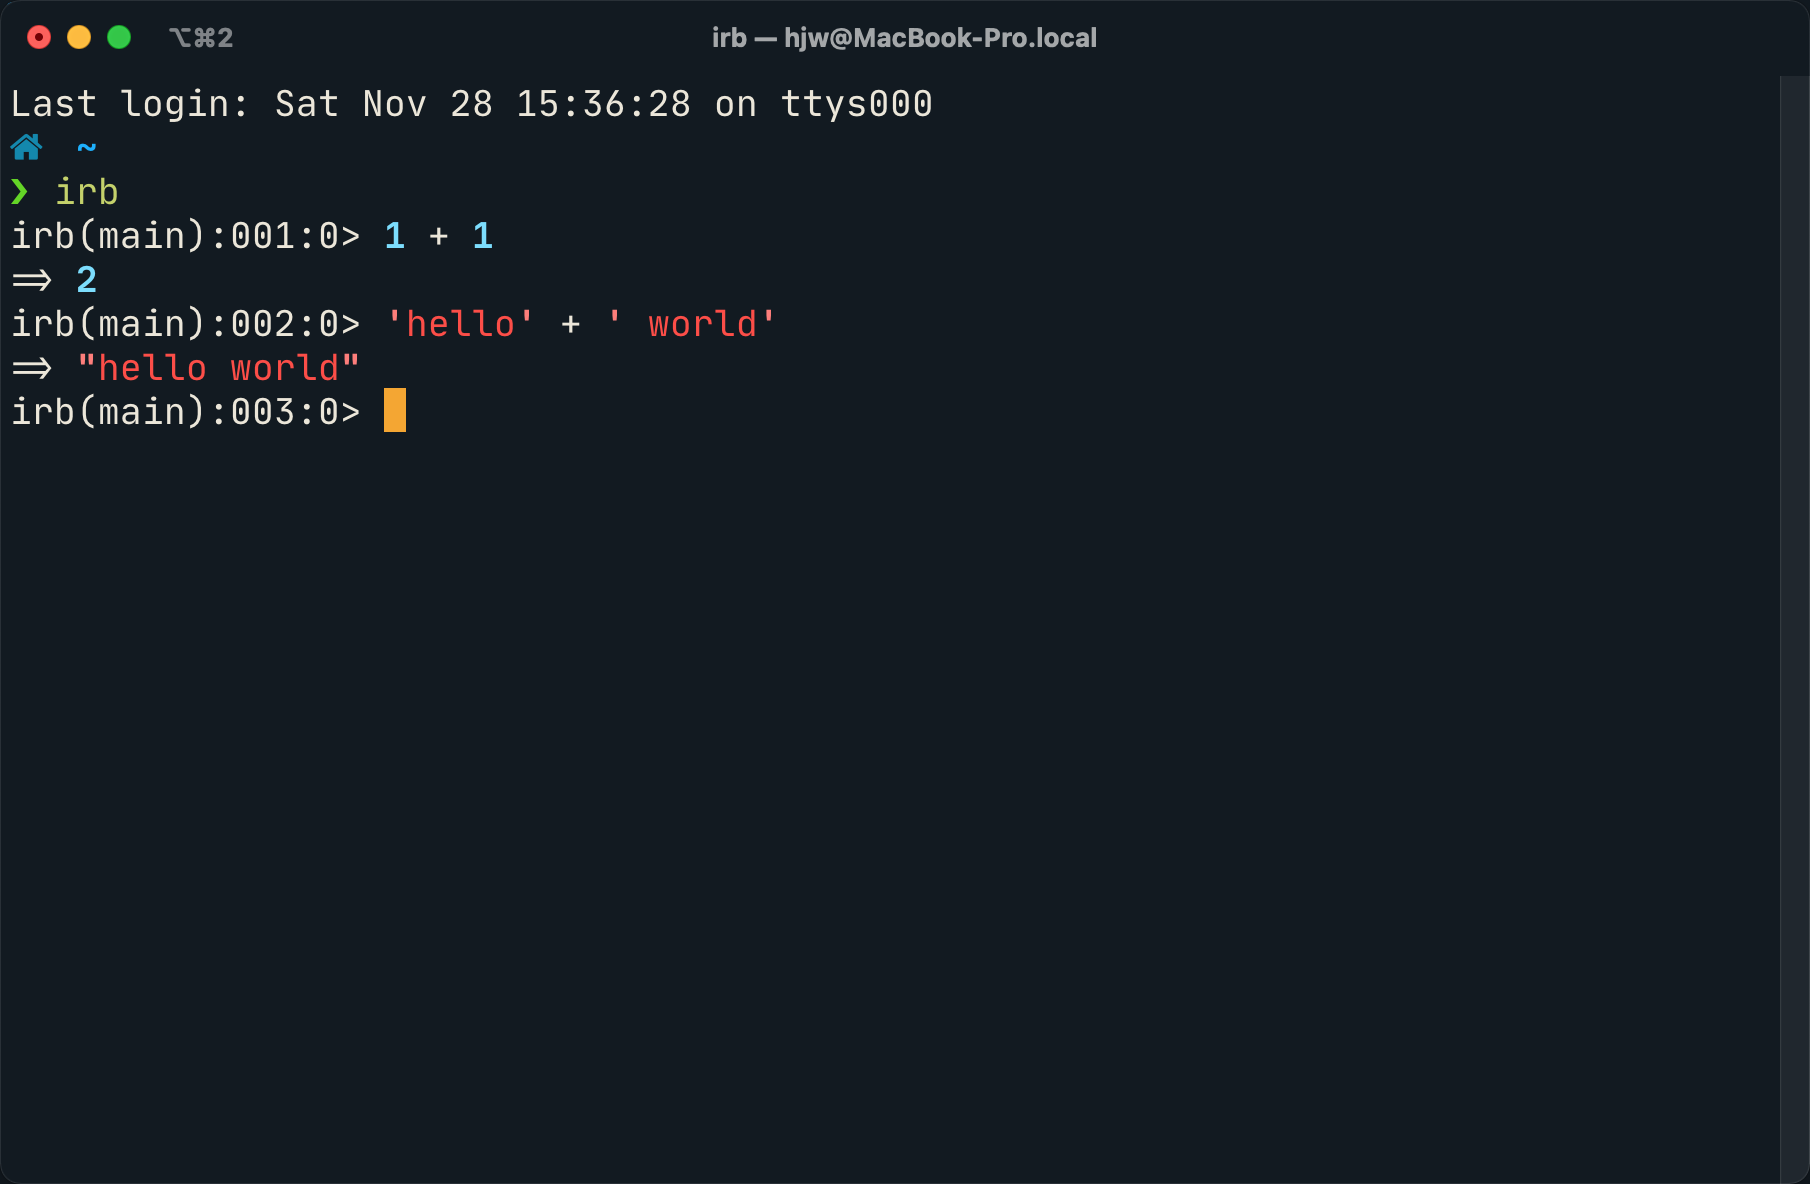 ⌥⌘2
irb — hjw@MacBook-Pro.local
Last login: Sat Nov 28 15:36:28 on ttys000
~
❯ irb
irb(main):001:0> 1 + 1
=> 2
irb(main):002:0> 'hello' + ' world'
=> "hello world"
irb(main):003:0>